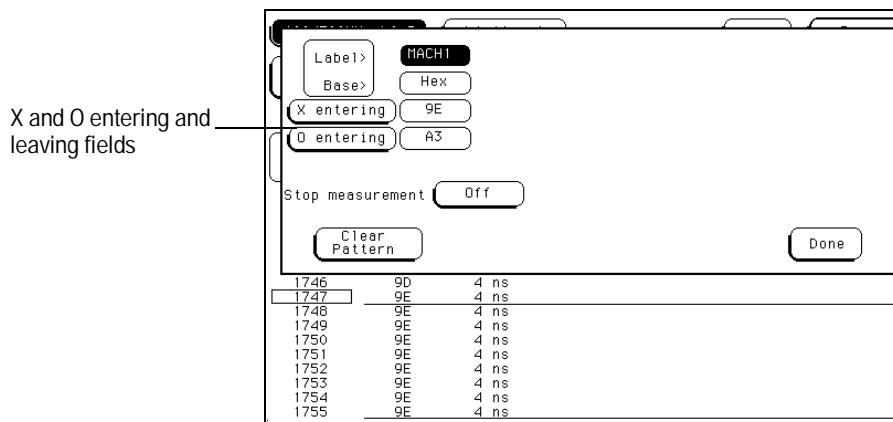 Label>
MACH1
Base>
Hex
X entering
9E
X and O entering and
leaving fields
O entering
A3
Stop measurement
Off
Clear
Pattern
Done
1746 9D 4 ns
1747 9E 4 ns
1748 9E 4 ns
1749 9E 4 ns
1750 9E 4 ns
1751 9E 4 ns
1752 9E 4 ns
1753 9E 4 ns
1754 9E 4 ns
1755 9E 4 ns